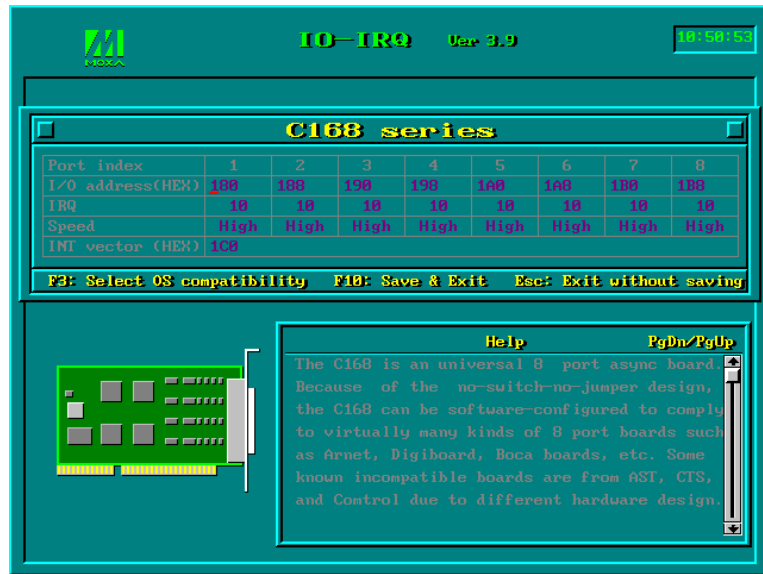 MOXA
IO-IRQ Ver 3.9
10:50:53
C168 series
Port index 1 2 3 4 5 6 7 8
I/O address(HEX) 180 188 190 198 1A0 1A8 1B0 1B8
IRQ 10 10 10 10 10 10 10 10
Speed High High High High High High High High
INT vector (HEX) 1C0
F3: Select OS compatibility F10: Save & Exit Esc: Exit without saving
Help PgDn/PgUp
The C168 is an universal 8 port async board.
Because of the no-switch-no-jumper design,
the C168 can be software-configured to comply
to virtually many kinds of 8 port boards such
as Arnet, Digiboard, Boca boards, etc. Some
known incompatible boards are from AST, CTS,
and Comtrol due to different hardware design.